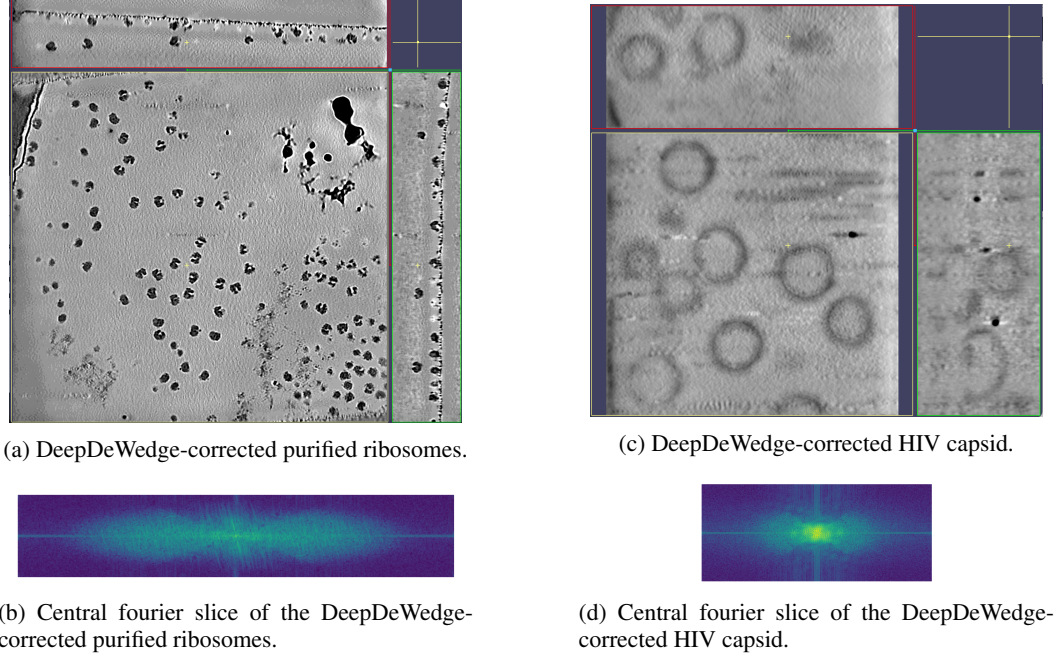 (a) DeepDeWedge-corrected purified ribosomes.
(b) Central fourier slice of the DeepDeWedge-
corrected purified ribosomes.
(c) DeepDeWedge-corrected HIV capsid.
(d) Central fourier slice of the DeepDeWedge-
corrected HIV capsid.